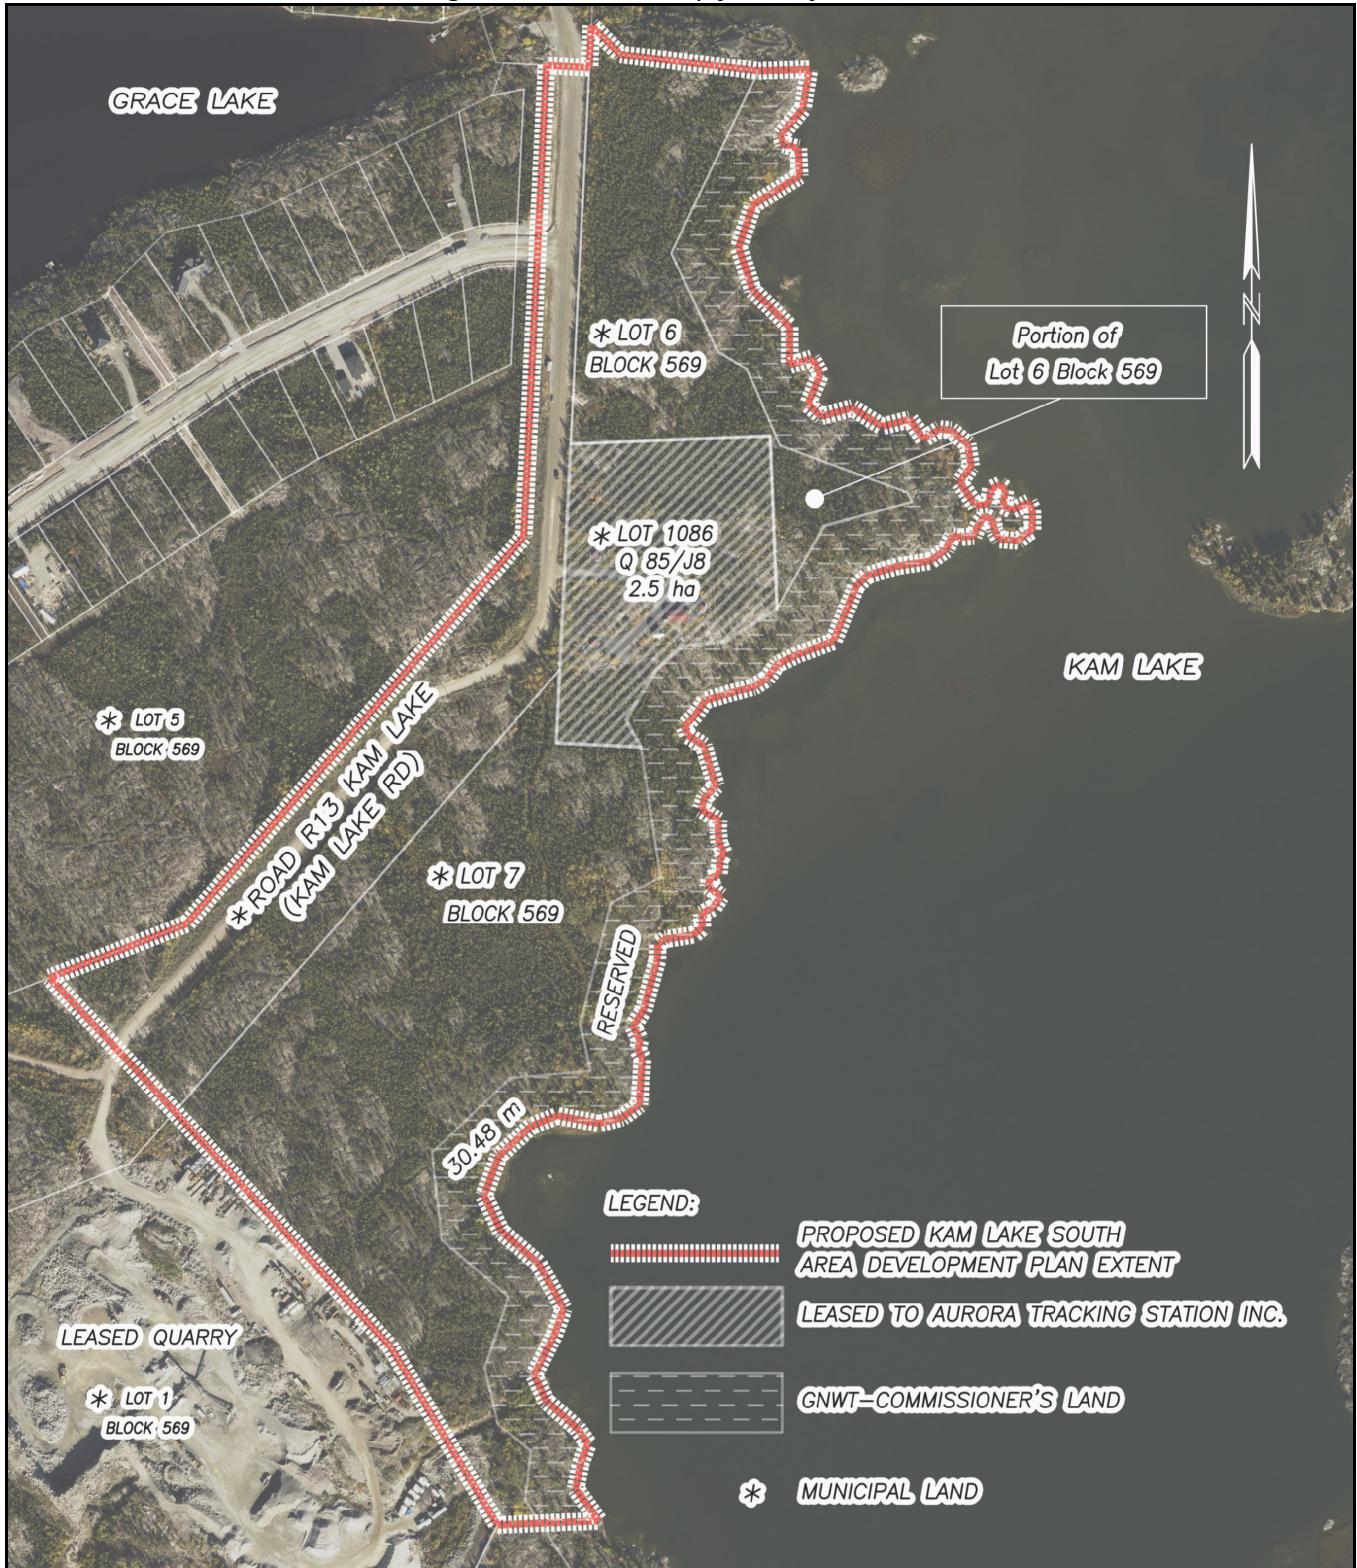 GRACE LAKE
* LOT 6
BLOCK 569
Portion of
Lot 6 Block 569
N
* LOT 1086
Q 85/J8
2.5 ha
KAM LAKE
* LOT 5
BLOCK 569
* ROAD R13 KAM LAKE
(KAM LAKE RD)
* LOT 7
BLOCK 569
RESERVED
30.48 m
LEGEND:
PROPOSED KAM LAKE SOUTH
AREA DEVELOPMENT PLAN EXTENT
LEASED TO AURORA TRACKING STATION INC.
GNWT-COMMISSIONER'S LAND
* MUNICIPAL LAND
LEASED QUARRY
* LOT 1
BLOCK 569